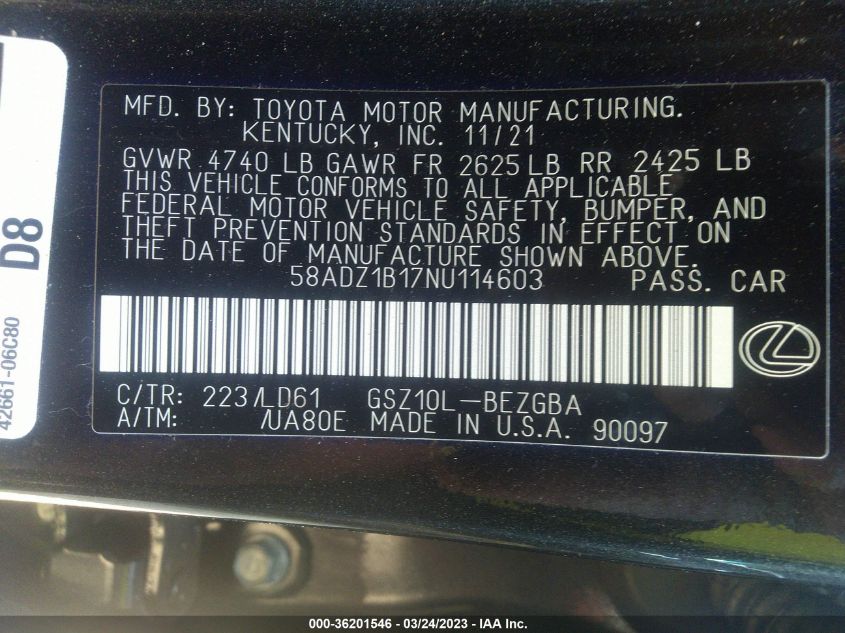 MFD. BY: TOYOTA MOTOR MANUFACTURING.
KENTUCKY, INC. 11/21
GVWR 4740 LB GAWR FR 2625 LB RR 2425 LB
THIS VEHICLE CONFORMS TO ALL APPLICABLE
FEDERAL MOTOR VEHICLE SAFETY, BUMPER, AND
THEFT PREVENTION STANDARDS IN EFFECT ON
THE DATE OF MANUFACTURE SHOWN ABOVE.
58ADZ1B17NU114603 PASS. CAR
C/TR: 223/LD61 GSZ10L-BEZGBA
A/TM: /UA80E MADE IN U.S.A. 90097
D8
42661-06C80
000-36201546 — 03/24/2023 — IAA Inc.